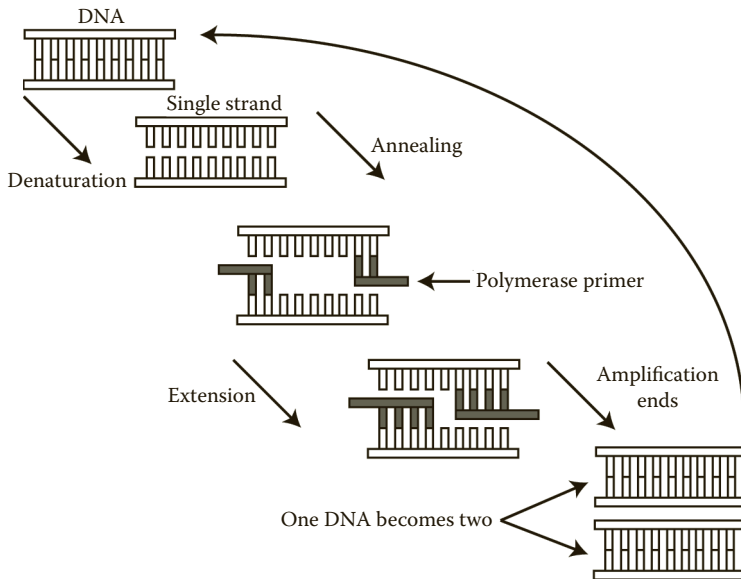 DNA
Single strand
Annealing
Denaturation
Polymerase primer
Extension
Amplification
ends
One DNA becomes two